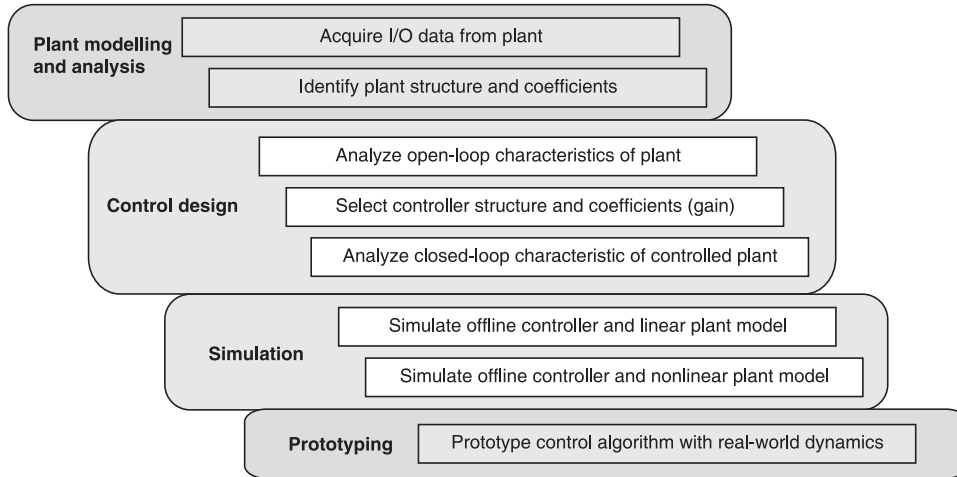 Plant modelling
and analysis
Acquire I/O data from plant
Identify plant structure and coefficients
Control design
Analyze open-loop characteristics of plant
Select controller structure and coefficients (gain)
Analyze closed-loop characteristic of controlled plant
Simulation
Simulate offline controller and linear plant model
Simulate offline controller and nonlinear plant model
Prototyping
Prototype control algorithm with real-world dynamics